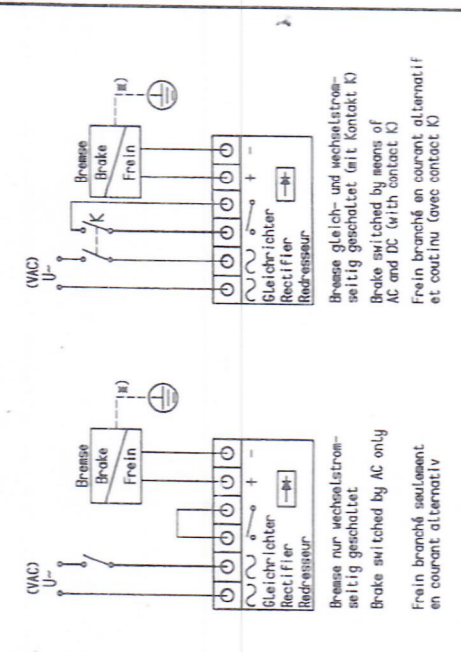 (VAC)
U~
Bremse
Brake
Frein
※)
~ ~ + -
Gleichrichter
Rectifier
Redresseur
Bremse nur wechselstrom-
seitig geschaltet
Brake switched by AC only
Frein branché seulement
en courant alternativ
(VAC)
U~
K
Bremse
Brake
Frein
※)
~ ~ + -
Gleichrichter
Rectifier
Redresseur
Bremse gleich- und wechselstrom-
seitig geschaltet (mit Kontakt K)
Brake switched by means of
AC and DC (with contact K)
Frein branché en courant alternatif
et coutinu (avec contact K)